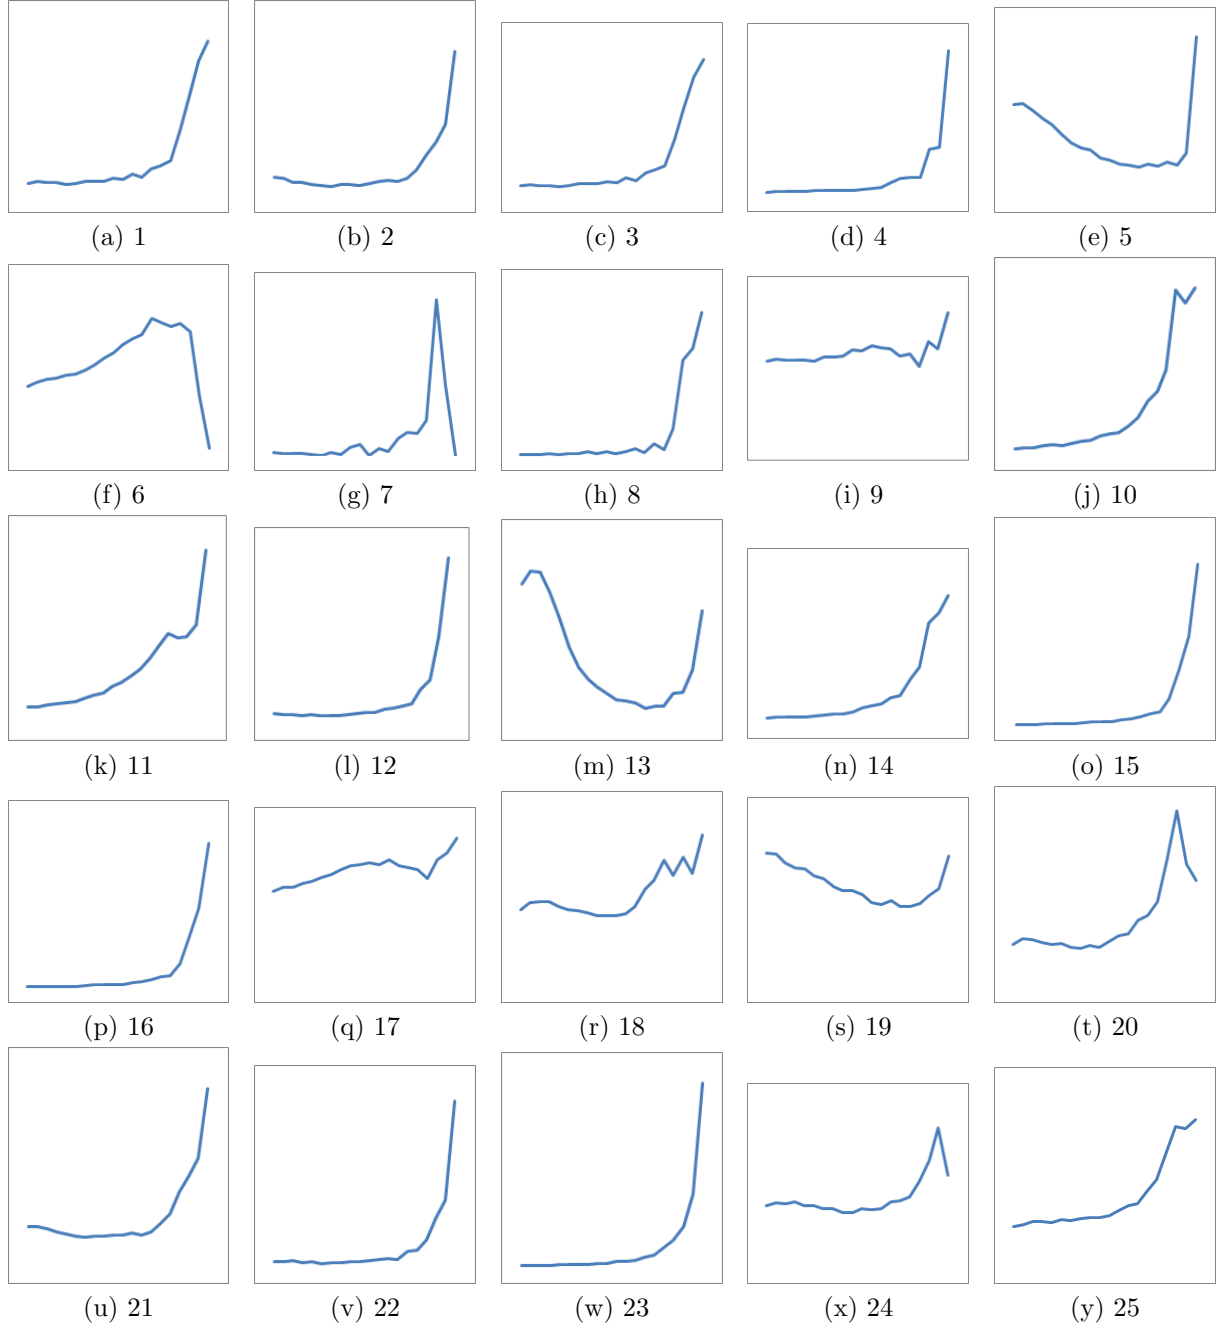 (a) 1 (b) 2 (c) 3 (d) 4 (e) 5
(f) 6 (g) 7 (h) 8 (i) 9 (j) 10
(k) 11 (l) 12 (m) 13 (n) 14 (o) 15
(p) 16 (q) 17 (r) 18 (s) 19 (t) 20
(u) 21 (v) 22 (w) 23 (x) 24 (y) 25